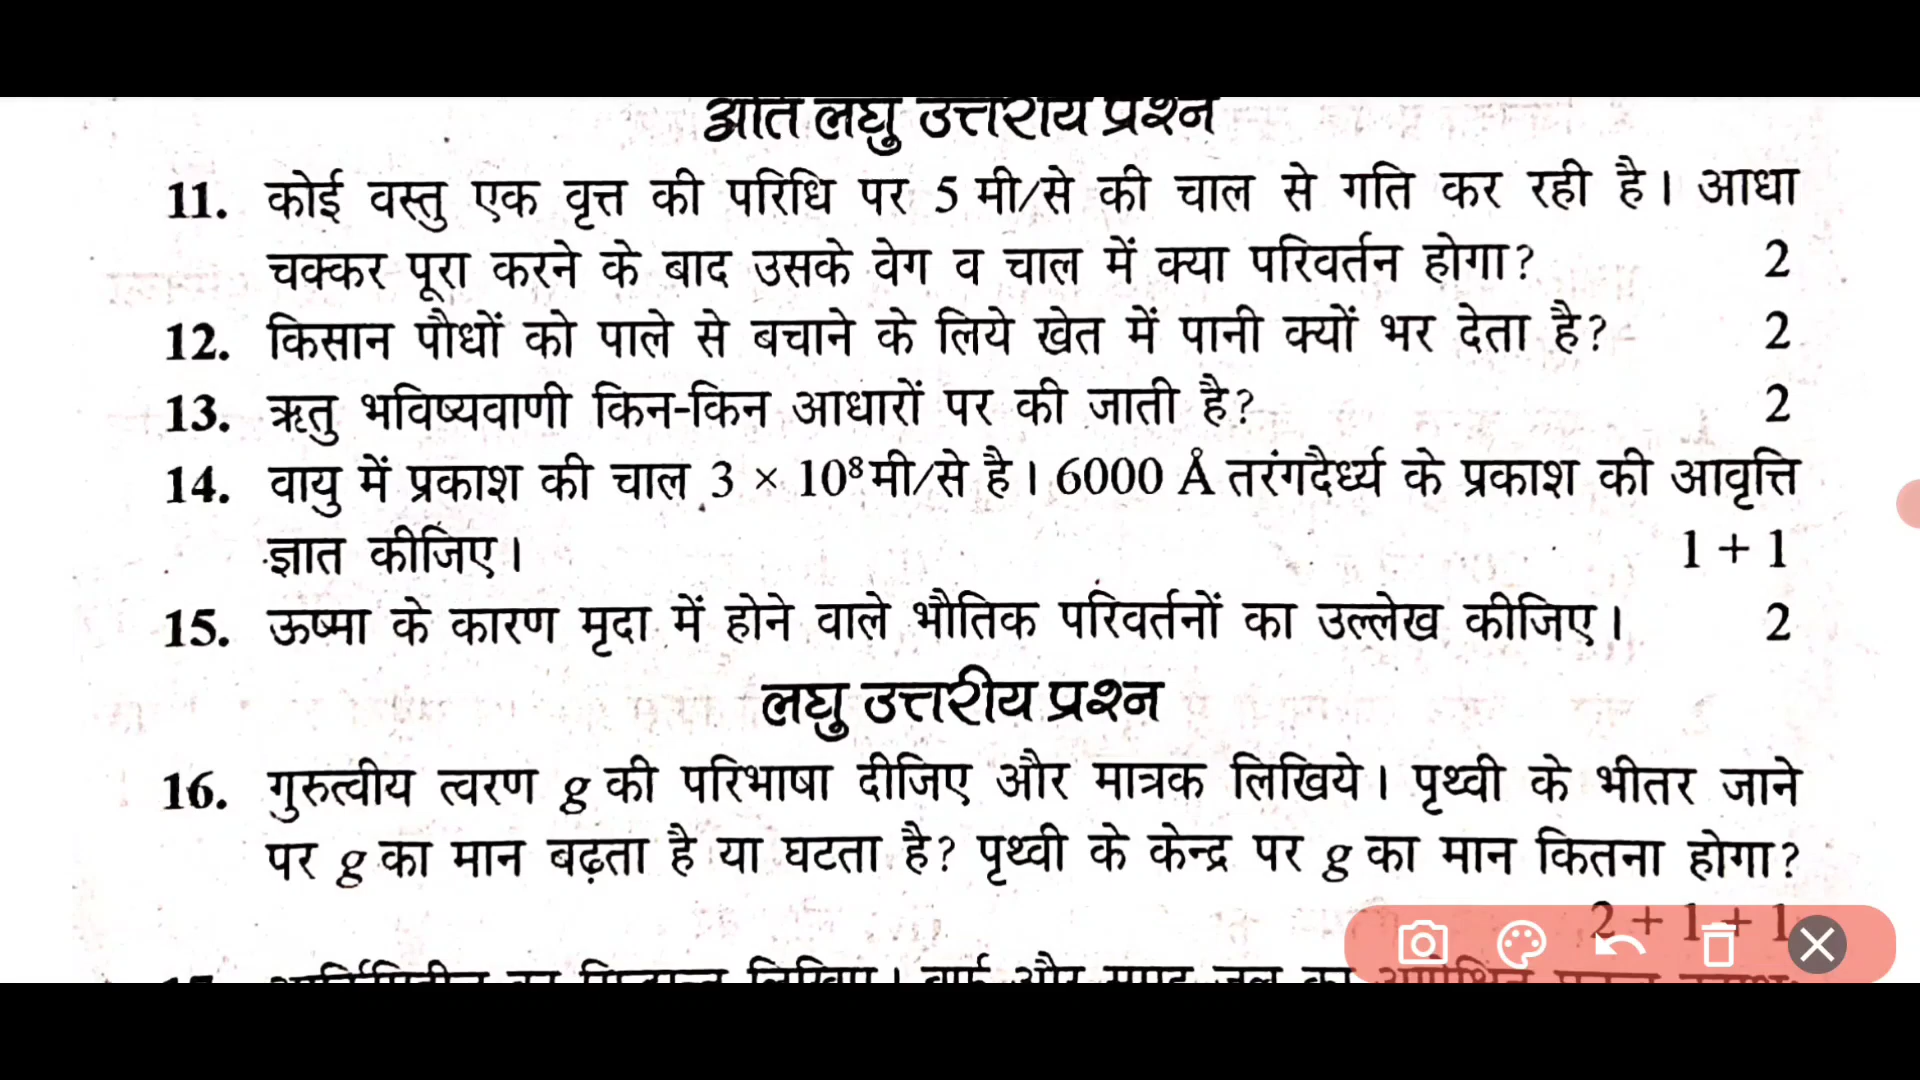 अति लघु उत्तरीय प्रश्न
11. कोई वस्तु एक वृत्त की परिधि पर 5 मी/से की चाल से गति कर रही है। आधा
चक्कर पूरा करने के बाद उसके वेग व चाल में क्या परिवर्तन होगा? 2
12. किसान पौधों को पाले से बचाने के लिये खेत में पानी क्यों भर देता है? 2
13. ऋतु भविष्यवाणी किन-किन आधारों पर की जाती है? 2
14. वायु में प्रकाश की चाल 3 × 10⁸ मी/से है। 6000 Å तरंगदैर्ध्य के प्रकाश की आवृत्ति
ज्ञात कीजिए। 1 + 1
15. ऊष्मा के कारण मृदा में होने वाले भौतिक परिवर्तनों का उल्लेख कीजिए। 2
लघु उत्तरीय प्रश्न
16. गुरुत्वीय त्वरण g की परिभाषा दीजिए और मात्रक लिखिये। पृथ्वी के भीतर जाने
पर g का मान बढ़ता है या घटता है? पृथ्वी के केन्द्र पर g का मान कितना होगा?
2 + 1 + 1